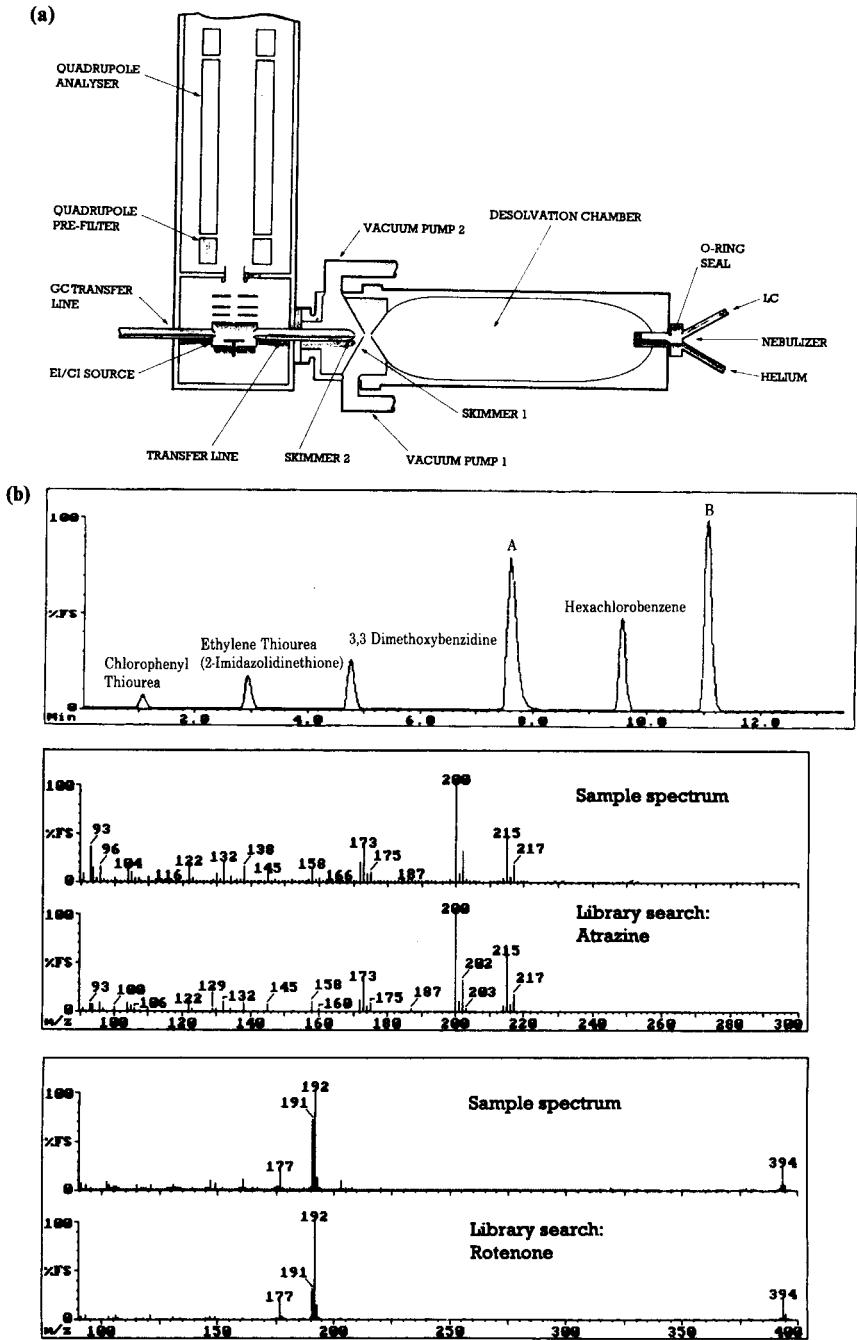 (a)
QUADRUPOLE
ANALYSER
QUADRUPOLE
PRE-FILTER
GC TRANSFER
LINE
EI/CI SOURCE
TRANSFER LINE
SKIMMER 2
VACUUM PUMP 1
SKIMMER 1
VACUUM PUMP 2
DESOLVATION CHAMBER
O-RING
SEAL
LC
NEBULIZER
HELIUM
(b)
100
%FS
0
Chlorophenyl
Thiourea
Ethylene Thiourea
(2-Imidazolidinethione)
3,3 Dimethoxybenzidine
A
Hexachlorobenzene
B
Min 2.0 4.0 6.0 8.0 10.0 12.0
100
%FS
0
Sample spectrum
93 96 104 116 122 132 138 145 158 166 173 175 187 200 215 217
100
%FS
0
Library search:
Atrazine
93 100 106 122 129 132 145 158 160 173 175 187 200 202 203 215 217
m/z 100 120 140 160 180 200 220 240 260 280 300
100
%FS
0
Sample spectrum
177 191 192 394
100
%FS
0
Library search:
Rotenone
177 191 192 394
m/z 100 150 200 250 300 350 400